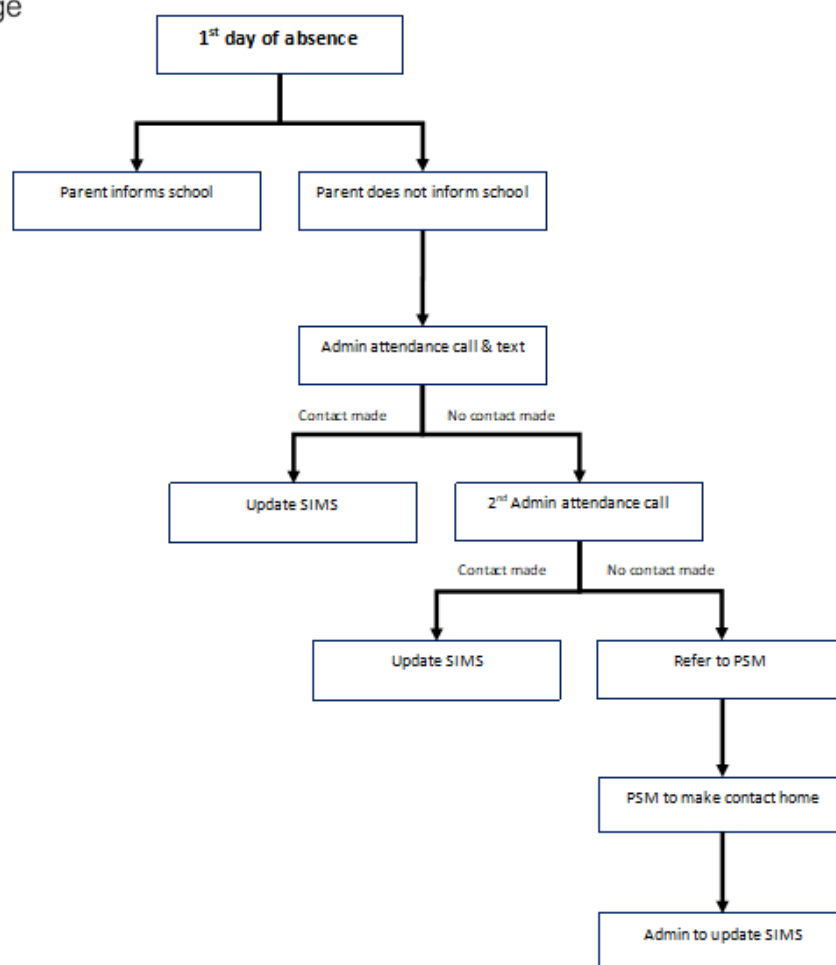 ge
1st day of absence
Parent informs school
Parent does not inform school
Admin attendance call & text
Contact made
No contact made
Update SIMS
2nd Admin attendance call
Contact made
No contact made
Update SIMS
Refer to PSM
PSM to make contact home
Admin to update SIMS